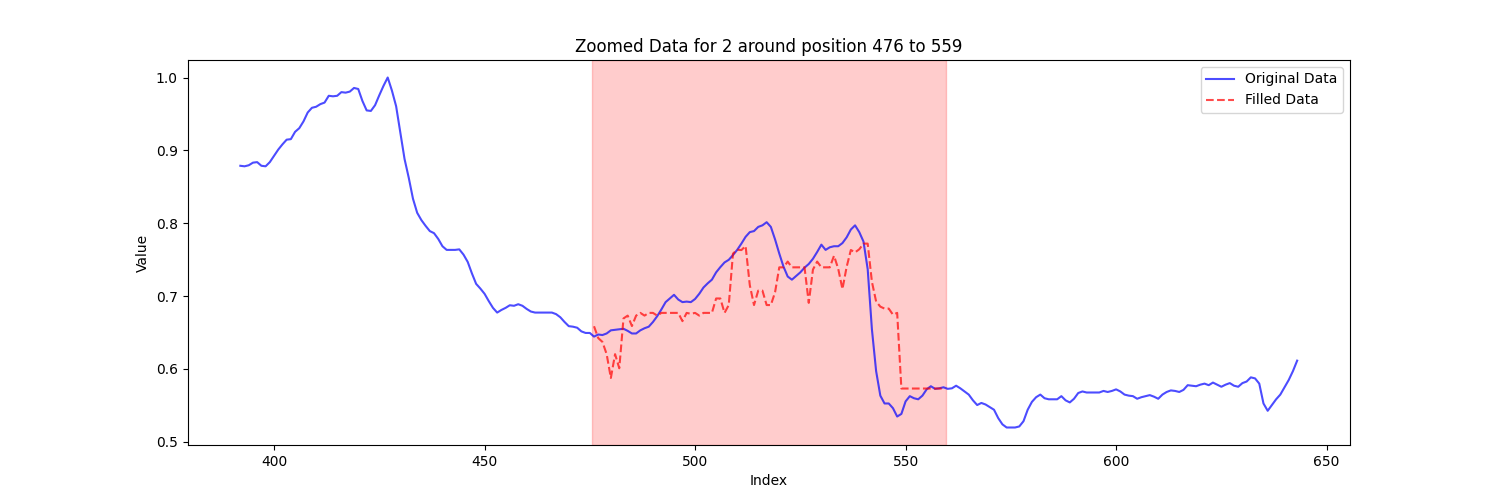 Zoomed Data for 2 around position 476 to 559
Original Data
Filled Data
1.0
0.9
0.8
0.7
0.6
0.5
Value
400 450 500 550 600 650
Index